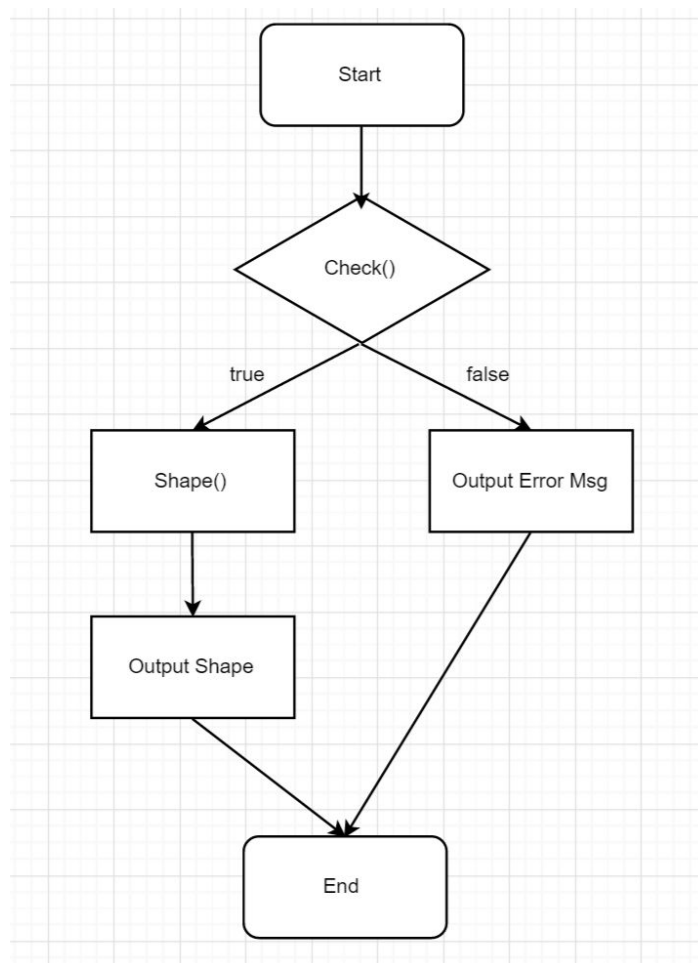 Start
Check()
true
false
Shape()
Output Error Msg
Output Shape
End